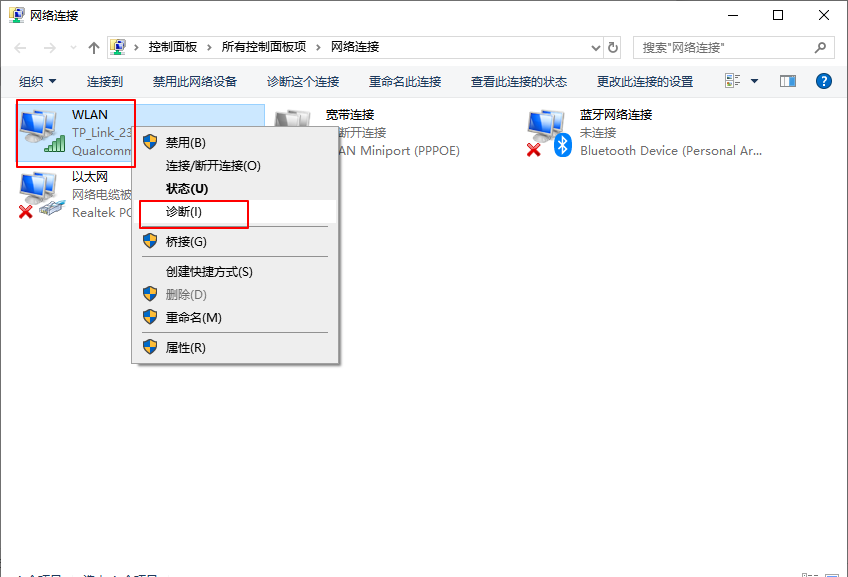 网络连接
控制面板 › 所有控制面板项 › 网络连接
搜索"网络连接"
组织 连接到 禁用此网络设备 诊断这个连接 重命名此连接 查看此连接的状态 更改此连接的设置
WLAN
TP_Link_23
Qualcomm
宽带连接
断开连接
AN Miniport (PPPOE)
蓝牙网络连接
未连接
Bluetooth Device (Personal Ar...
以太网
网络电缆被
Realtek PC
禁用(B)
连接/断开连接(O)
状态(U)
诊断(I)
桥接(G)
创建快捷方式(S)
删除(D)
重命名(M)
属性(R)